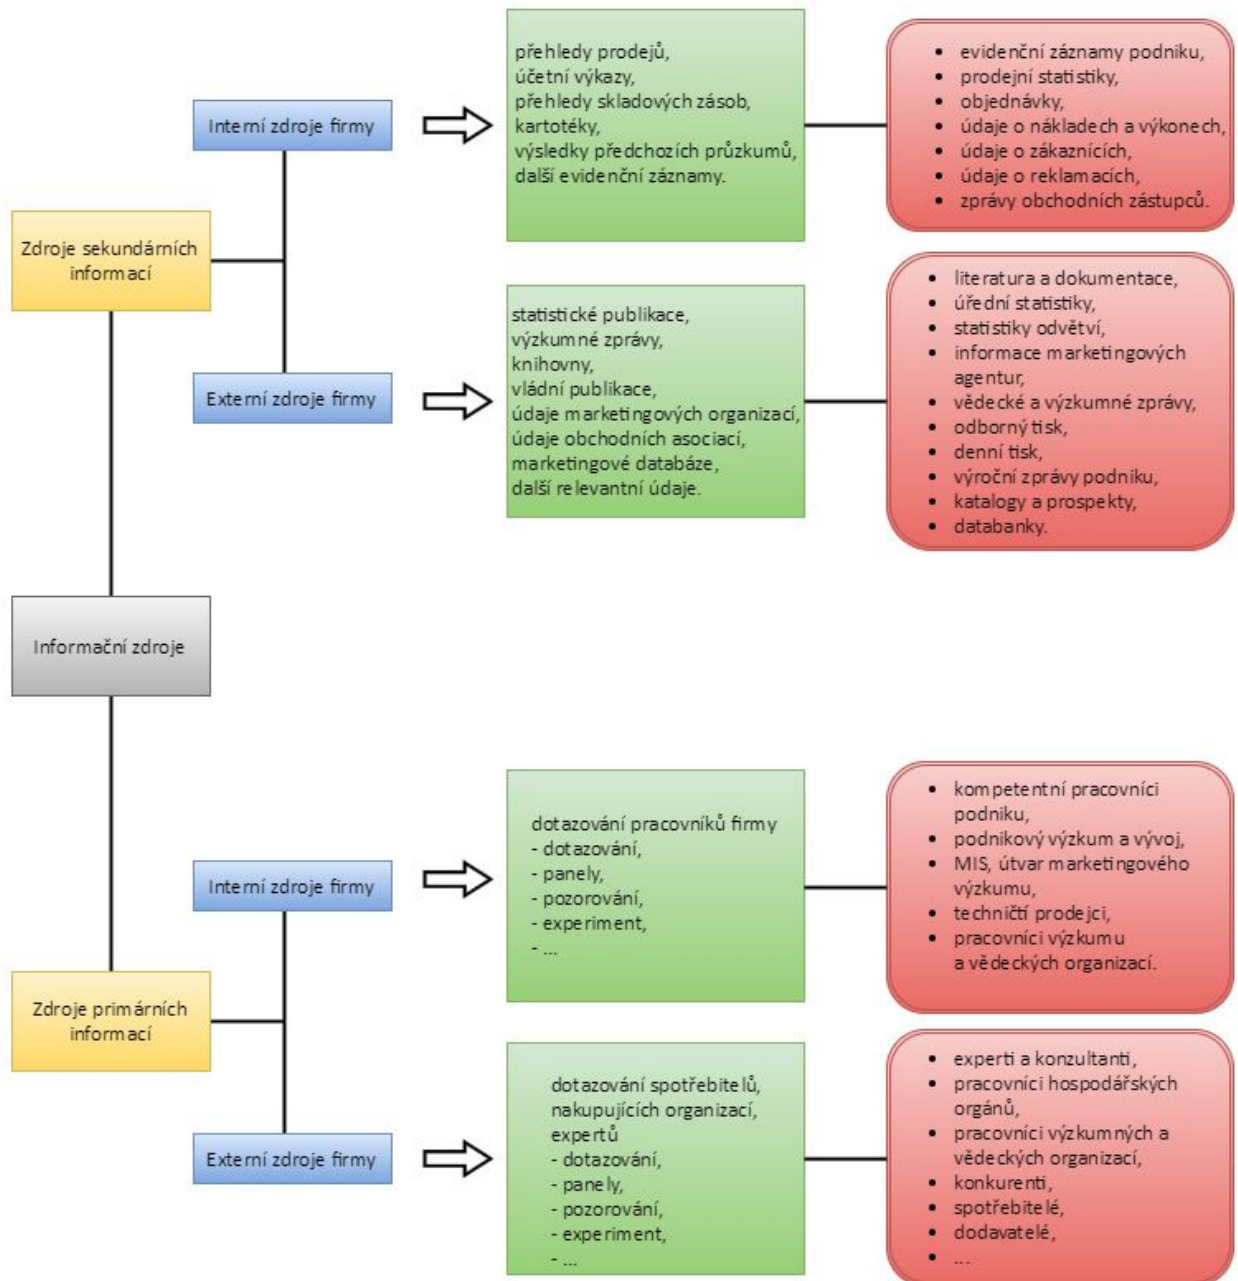 přehledy prodejů,
účetní výkazy,
přehledy skladových zásob,
kartotéky,
výsledky předchozích průzkumů,
další evidenční záznamy.
• evidenční záznamy podniku,
• prodejní statistiky,
• objednávky,
• údaje o nákladech a výkonech,
• údaje o zákaznících,
• údaje o reklamacích,
• zprávy obchodních zástupců.
Interní zdroje firmy
Zdroje sekundárních
informací
Externí zdroje firmy
statistické publikace,
výzkumné zprávy,
knihovny,
vládní publikace,
údaje marketingových organizací,
údaje obchodních asociací,
marketingové databáze,
další relevantní údaje.
• literatura a dokumentace,
• úřední statistiky,
• statistiky odvětví,
• informace marketingových
agentur,
• vědecké a výzkumné zprávy,
• odborný tisk,
• denní tisk,
• výroční zprávy podniku,
• katalogy a prospekty,
• databanky.
Informační zdroje
Interní zdroje firmy
dotazování pracovníků firmy
- dotazování,
- panely,
- pozorování,
- experiment,
- ...
• kompetentní pracovníci
podniku,
• podnikový výzkum a vývoj,
• MIS, útvar marketingového
výzkumu,
• techničtí prodejci,
• pracovníci výzkumu
a vědeckých organizací.
Zdroje primárních
informací
Externí zdroje firmy
dotazování spotřebitelů,
nakupujících organizací,
expertů
- dotazování,
- panely,
- pozorování,
- experiment,
- ...
• experti a konzultanti,
• pracovníci hospodářských
orgánů,
• pracovníci výzkumných a
vědeckých organizací,
• konkurenti,
• spotřebitelé,
• dodavatelé,
• ...